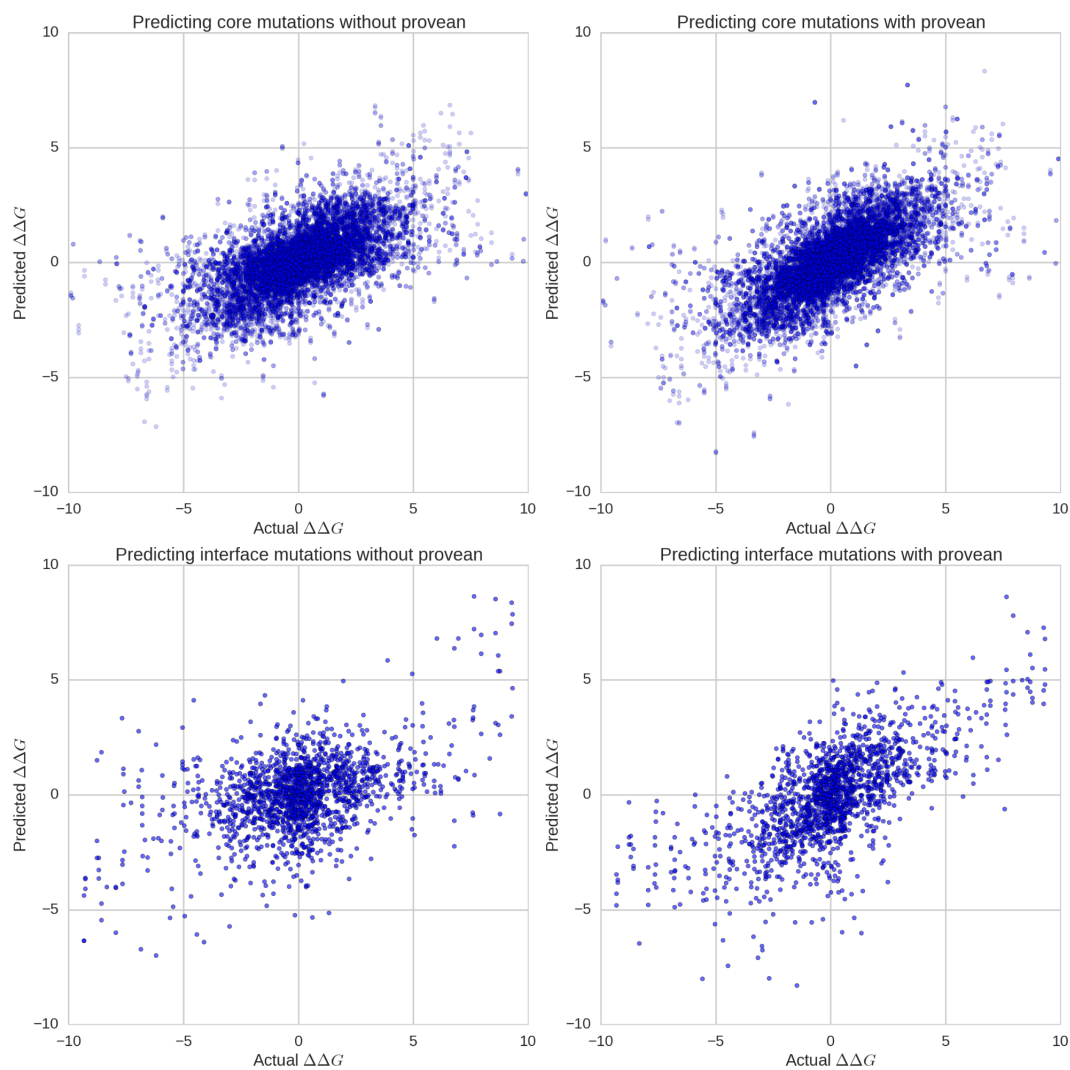 Predicting core mutations without provean
10
5
0
−5
−10
Predicted ΔΔG
−10 −5 0 5 10
Actual ΔΔG
Predicting core mutations with provean
10
5
0
−5
−10
Predicted ΔΔG
−10 −5 0 5 10
Actual ΔΔG
Predicting interface mutations without provean
10
5
0
−5
−10
Predicted ΔΔG
−10 −5 0 5 10
Actual ΔΔG
Predicting interface mutations with provean
10
5
0
−5
−10
Predicted ΔΔG
−10 −5 0 5 10
Actual ΔΔG